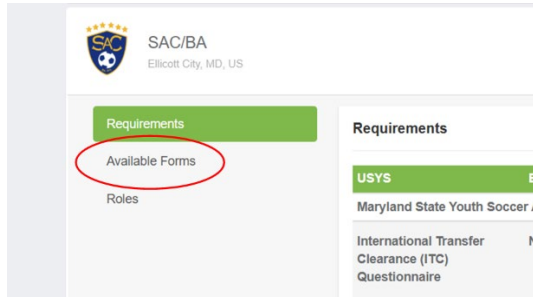 SAC
SAC/BA
Ellicott City, MD, US
Requirements
Available Forms
Roles
Requirements
USYS
Maryland State Youth Soccer
International Transfer
Clearance (ITC)
Questionnaire